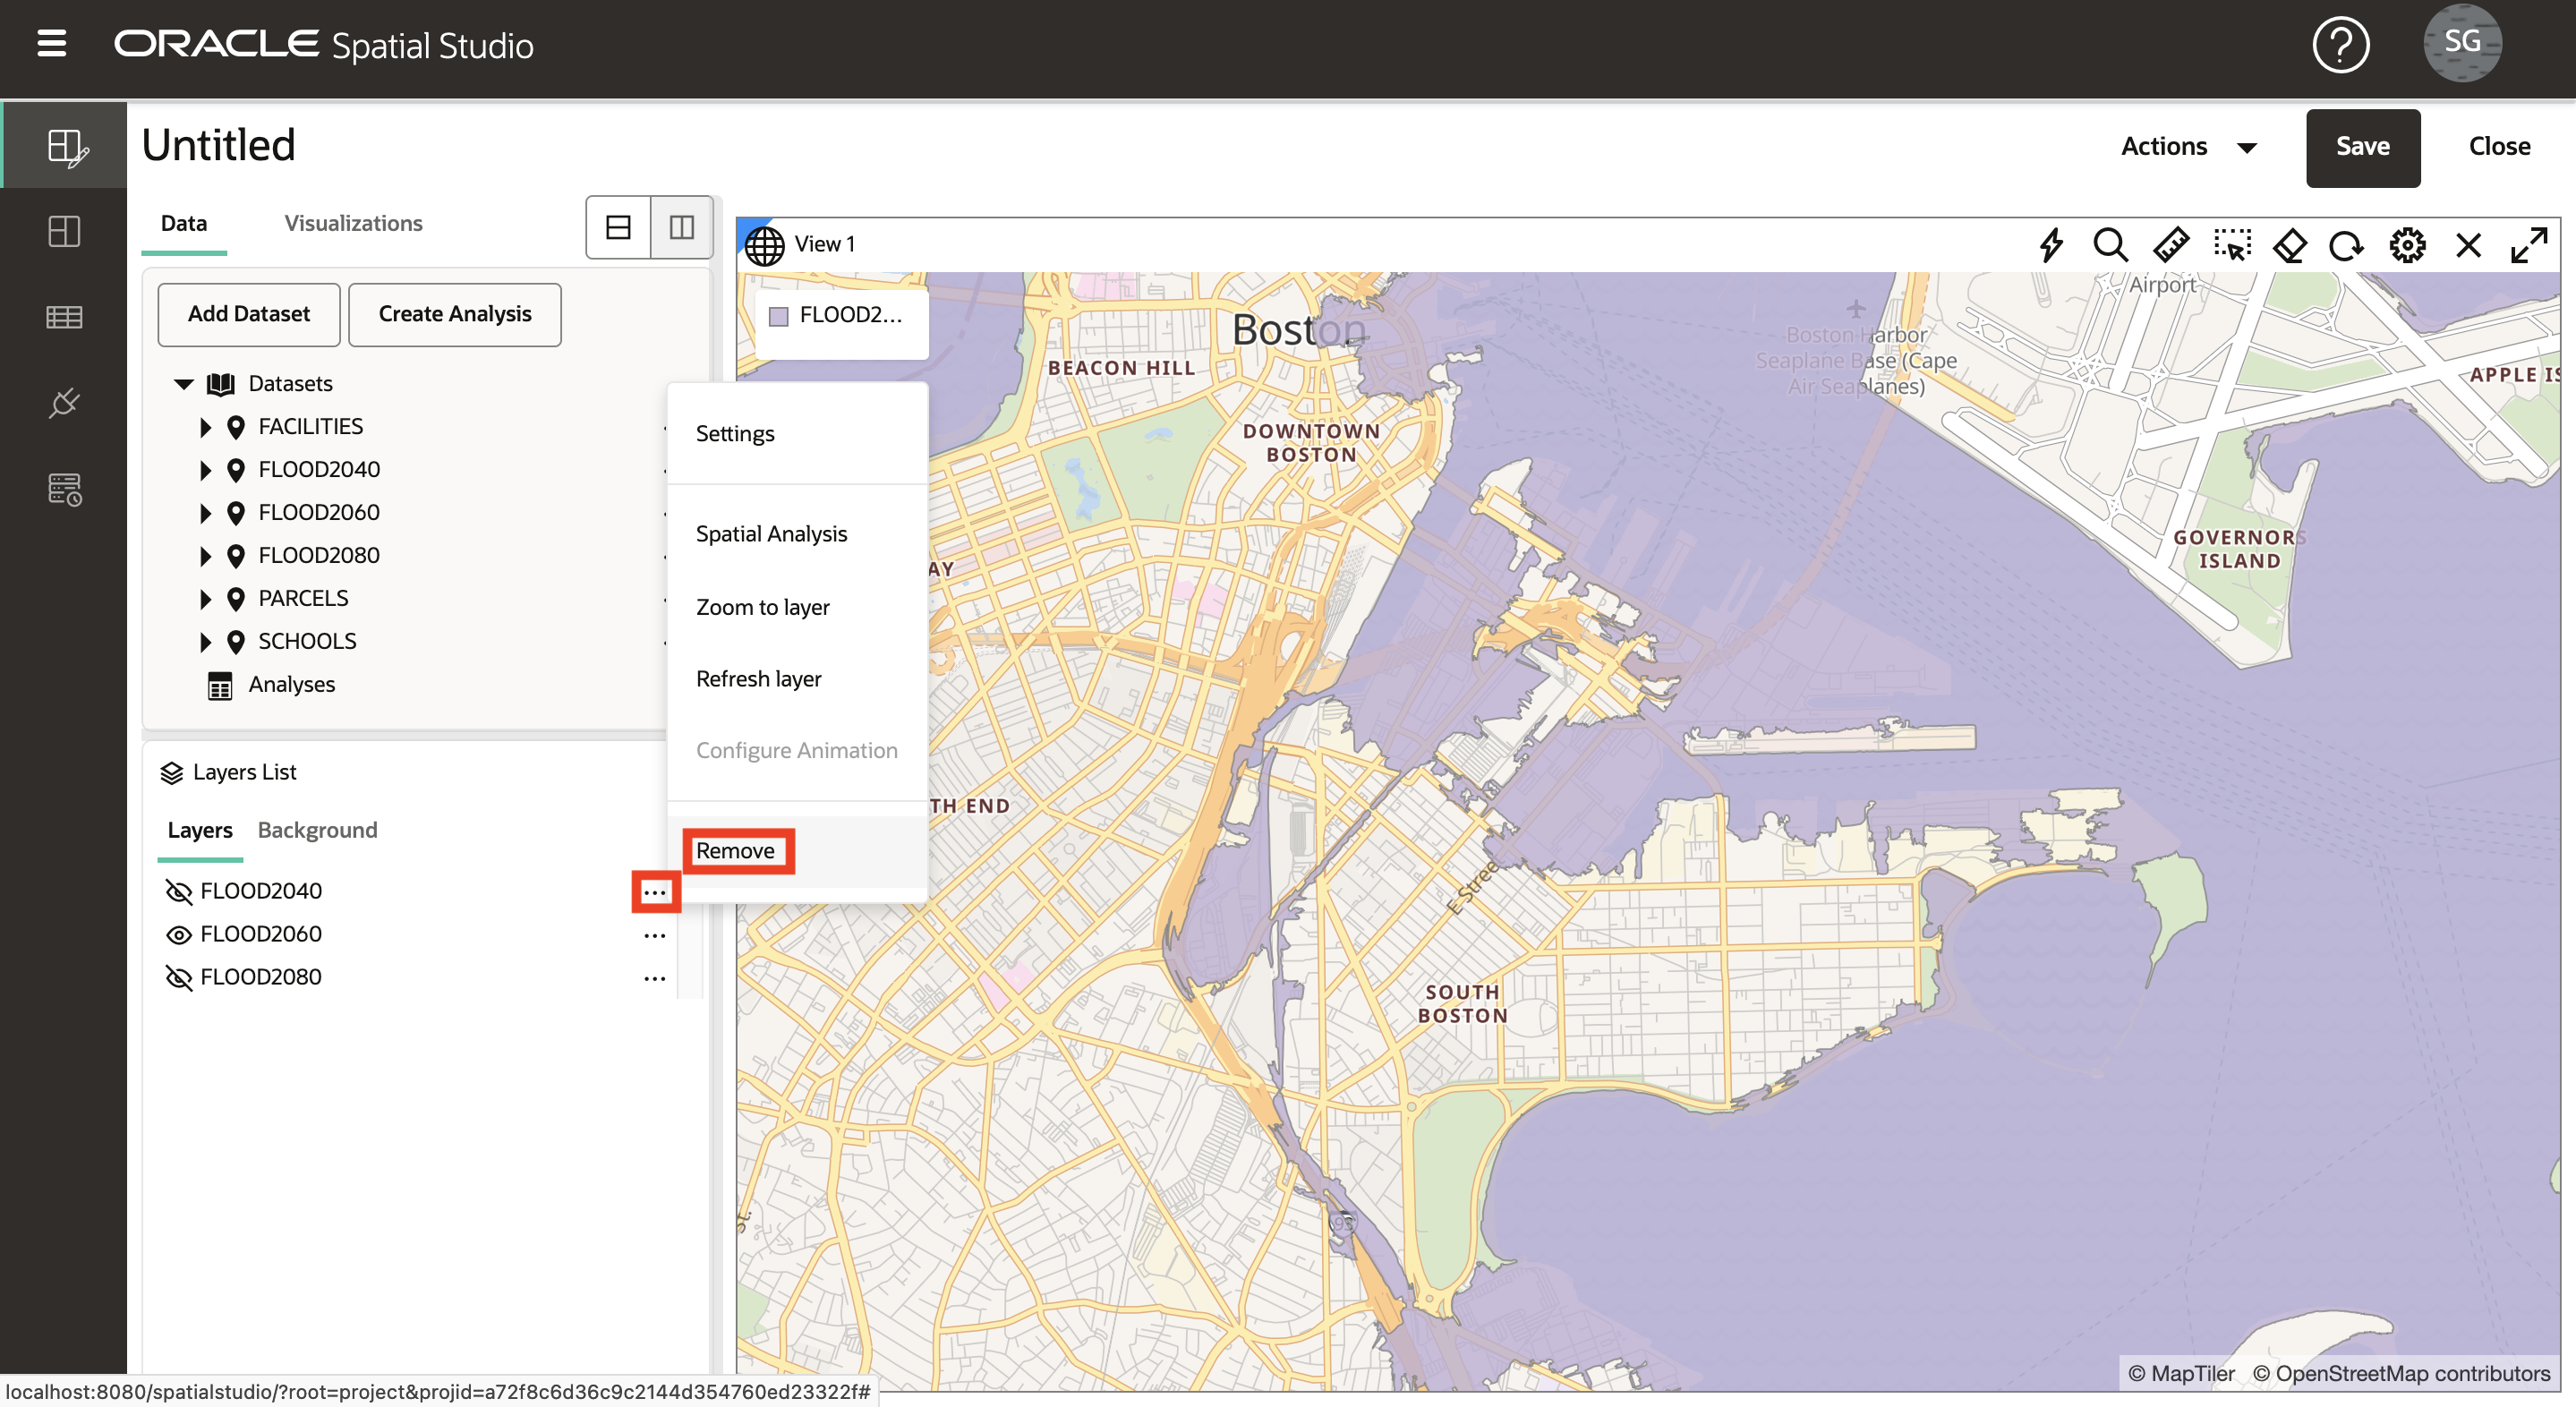 ORACLE Spatial Studio
SG
Untitled
Actions
Save
Close
Data
Visualizations
View 1
Add Dataset
Create Analysis
FLOOD2...
Datasets
FACILITIES
FLOOD2040
FLOOD2060
FLOOD2080
PARCELS
SCHOOLS
Analyses
Settings
Spatial Analysis
Zoom to layer
Refresh layer
Configure Animation
Remove
Layers List
Layers
Background
FLOOD2040
FLOOD2060
FLOOD2080
Boston
BEACON HILL
DOWNTOWN
BOSTON
Airport
Boston Harbor
Seaplane Base (Cape
Air Seaplanes)
APPLE IS
GOVERNORS
ISLAND
AY
TH END
E Stree
SOUTH
BOSTON
St.
93
© MapTiler © OpenStreetMap contributors
localhost:8080/spatialstudio/?root=project&projid=a72f8c6d36c9c2144d354760ed23322f#